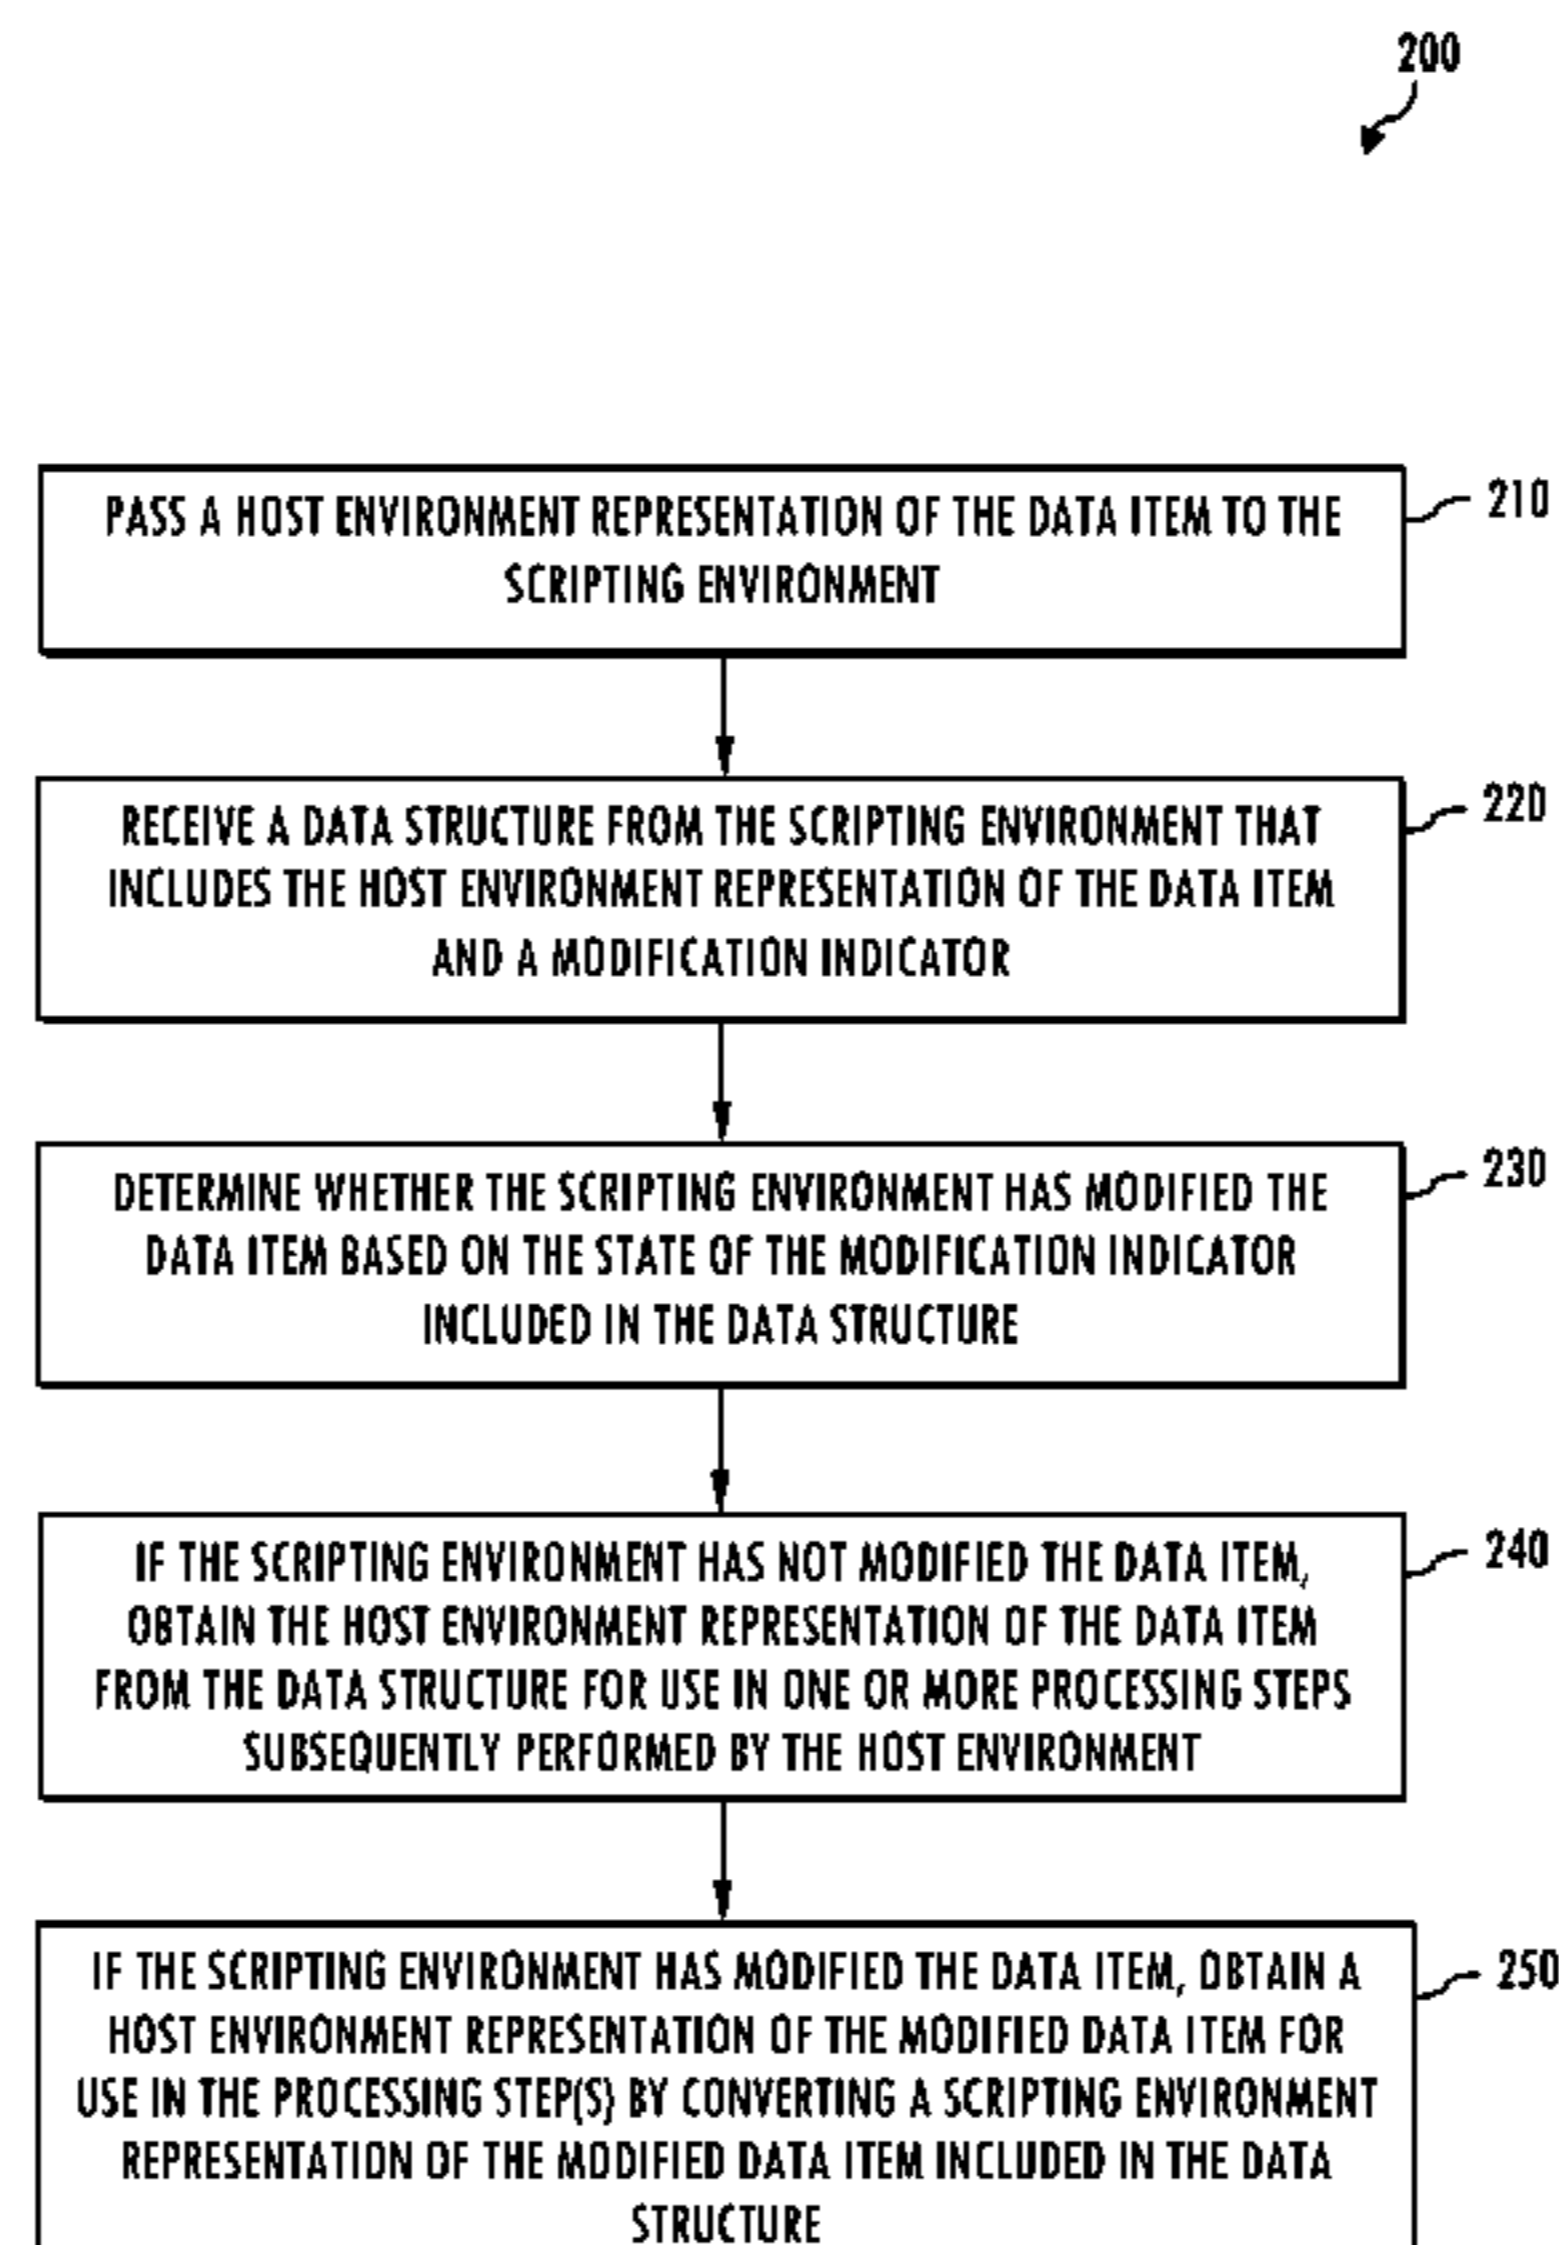 200
PASS A HOST ENVIRONMENT REPRESENTATION OF THE DATA ITEM TO THE
SCRIPTING ENVIRONMENT
210
RECEIVE A DATA STRUCTURE FROM THE SCRIPTING ENVIRONMENT THAT
INCLUDES THE HOST ENVIRONMENT REPRESENTATION OF THE DATA ITEM
AND A MODIFICATION INDICATOR
220
DETERMINE WHETHER THE SCRIPTING ENVIRONMENT HAS MODIFIED THE
DATA ITEM BASED ON THE STATE OF THE MODIFICATION INDICATOR
INCLUDED IN THE DATA STRUCTURE
230
IF THE SCRIPTING ENVIRONMENT HAS NOT MODIFIED THE DATA ITEM,
OBTAIN THE HOST ENVIRONMENT REPRESENTATION OF THE DATA ITEM
FROM THE DATA STRUCTURE FOR USE IN ONE OR MORE PROCESSING STEPS
SUBSEQUENTLY PERFORMED BY THE HOST ENVIRONMENT
240
IF THE SCRIPTING ENVIRONMENT HAS MODIFIED THE DATA ITEM, OBTAIN A
HOST ENVIRONMENT REPRESENTATION OF THE MODIFIED DATA ITEM FOR
USE IN THE PROCESSING STEP(S) BY CONVERTING A SCRIPTING ENVIRONMENT
REPRESENTATION OF THE MODIFIED DATA ITEM INCLUDED IN THE DATA
STRUCTURE
250